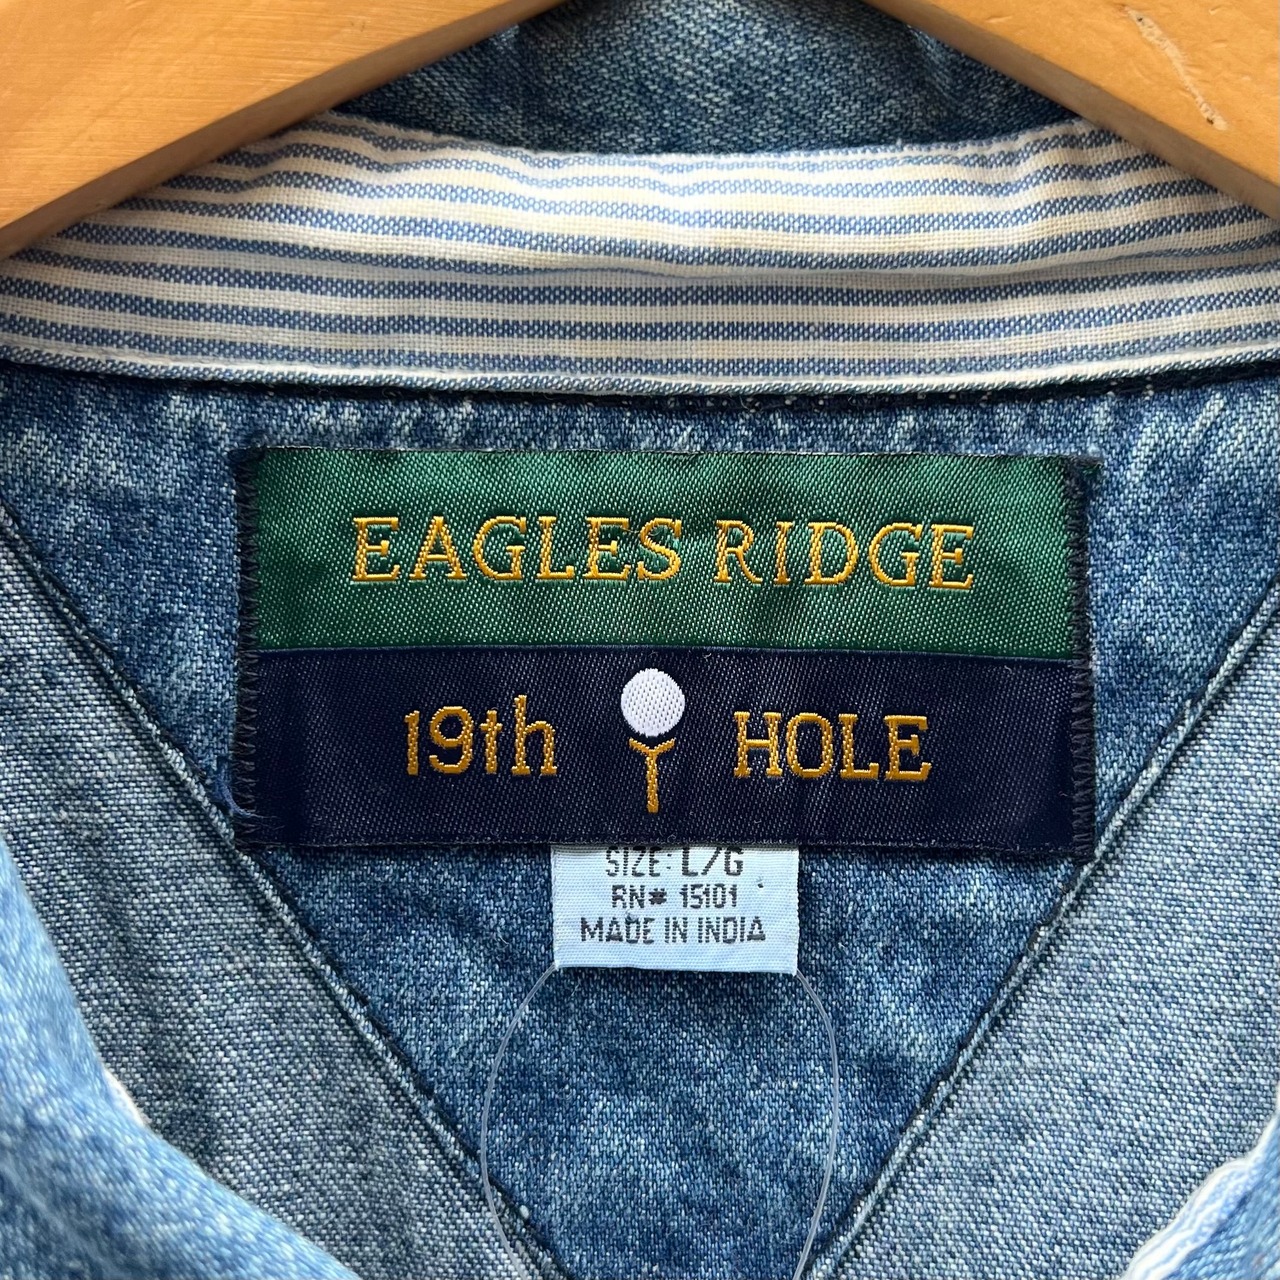 EAGLES RIDGE
19th HOLE
SIZE: L/G
RN# 15101
MADE IN INDIA